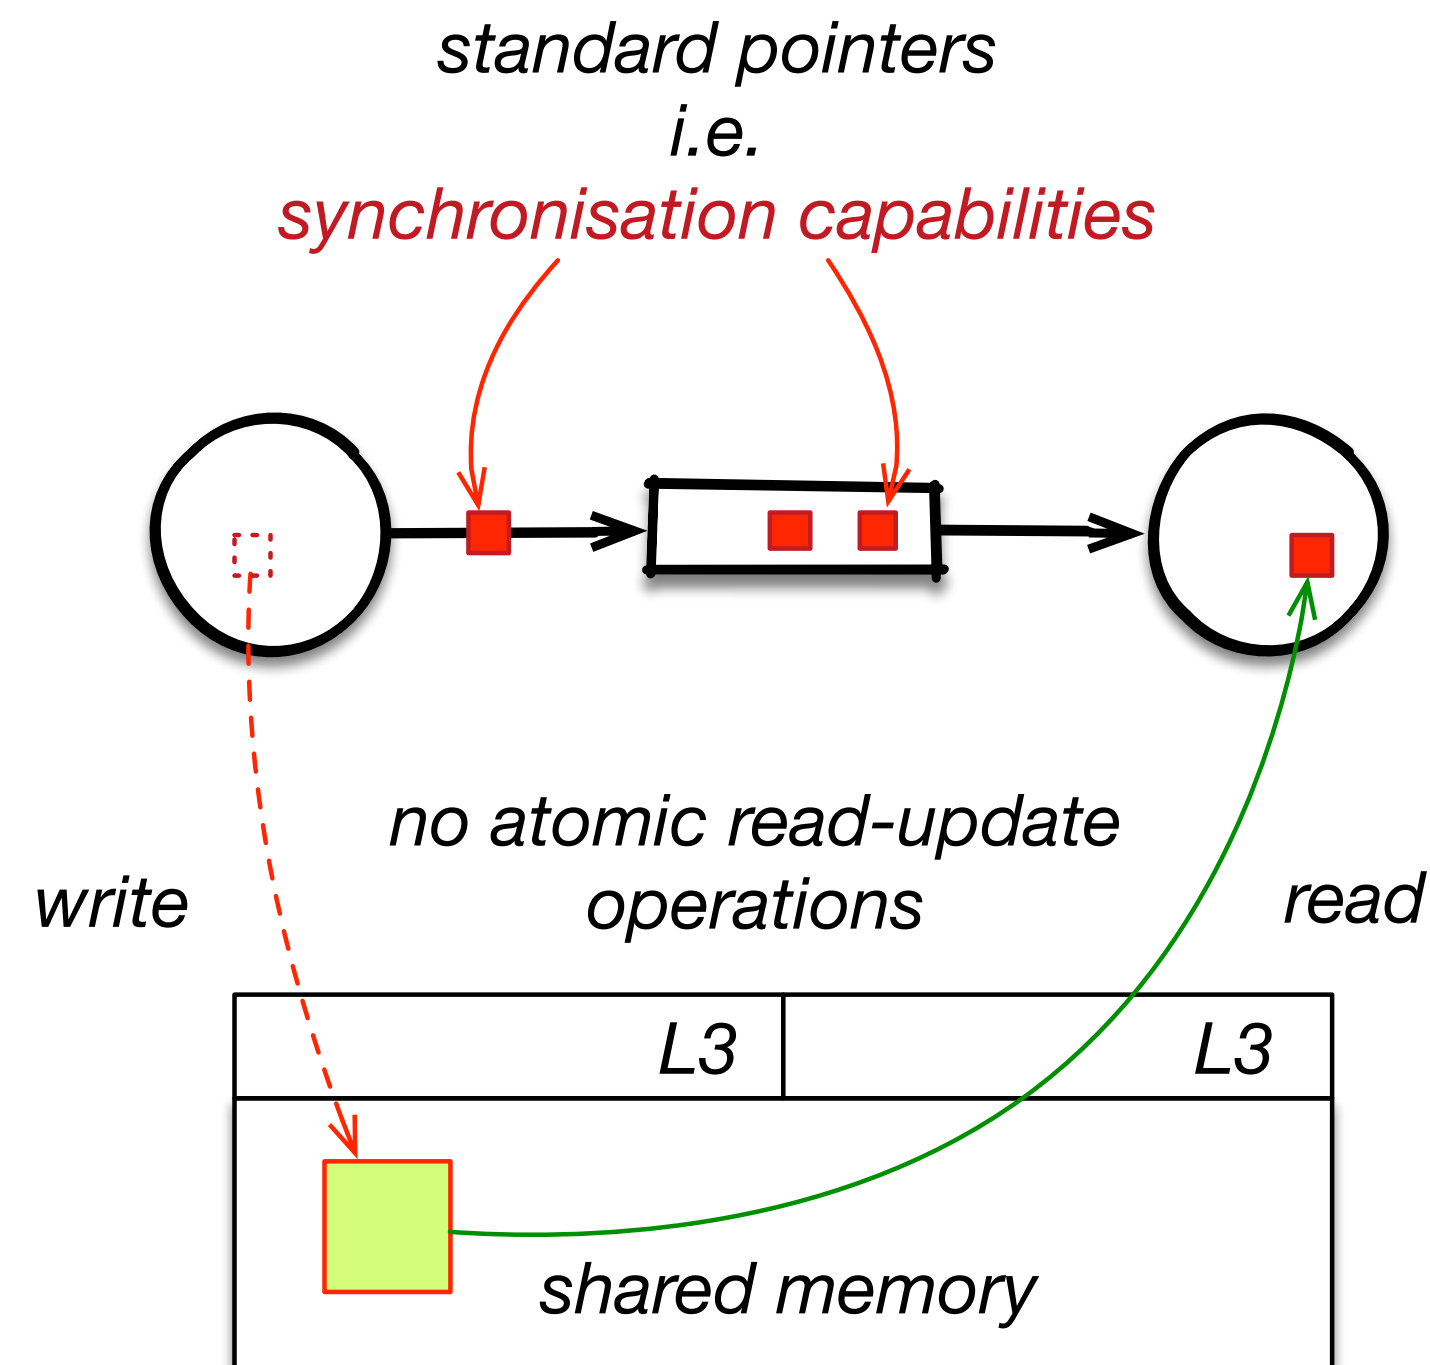 standard pointers
i.e.
synchronisation capabilities
no atomic read-update
operations
write
read
L3
L3
shared memory